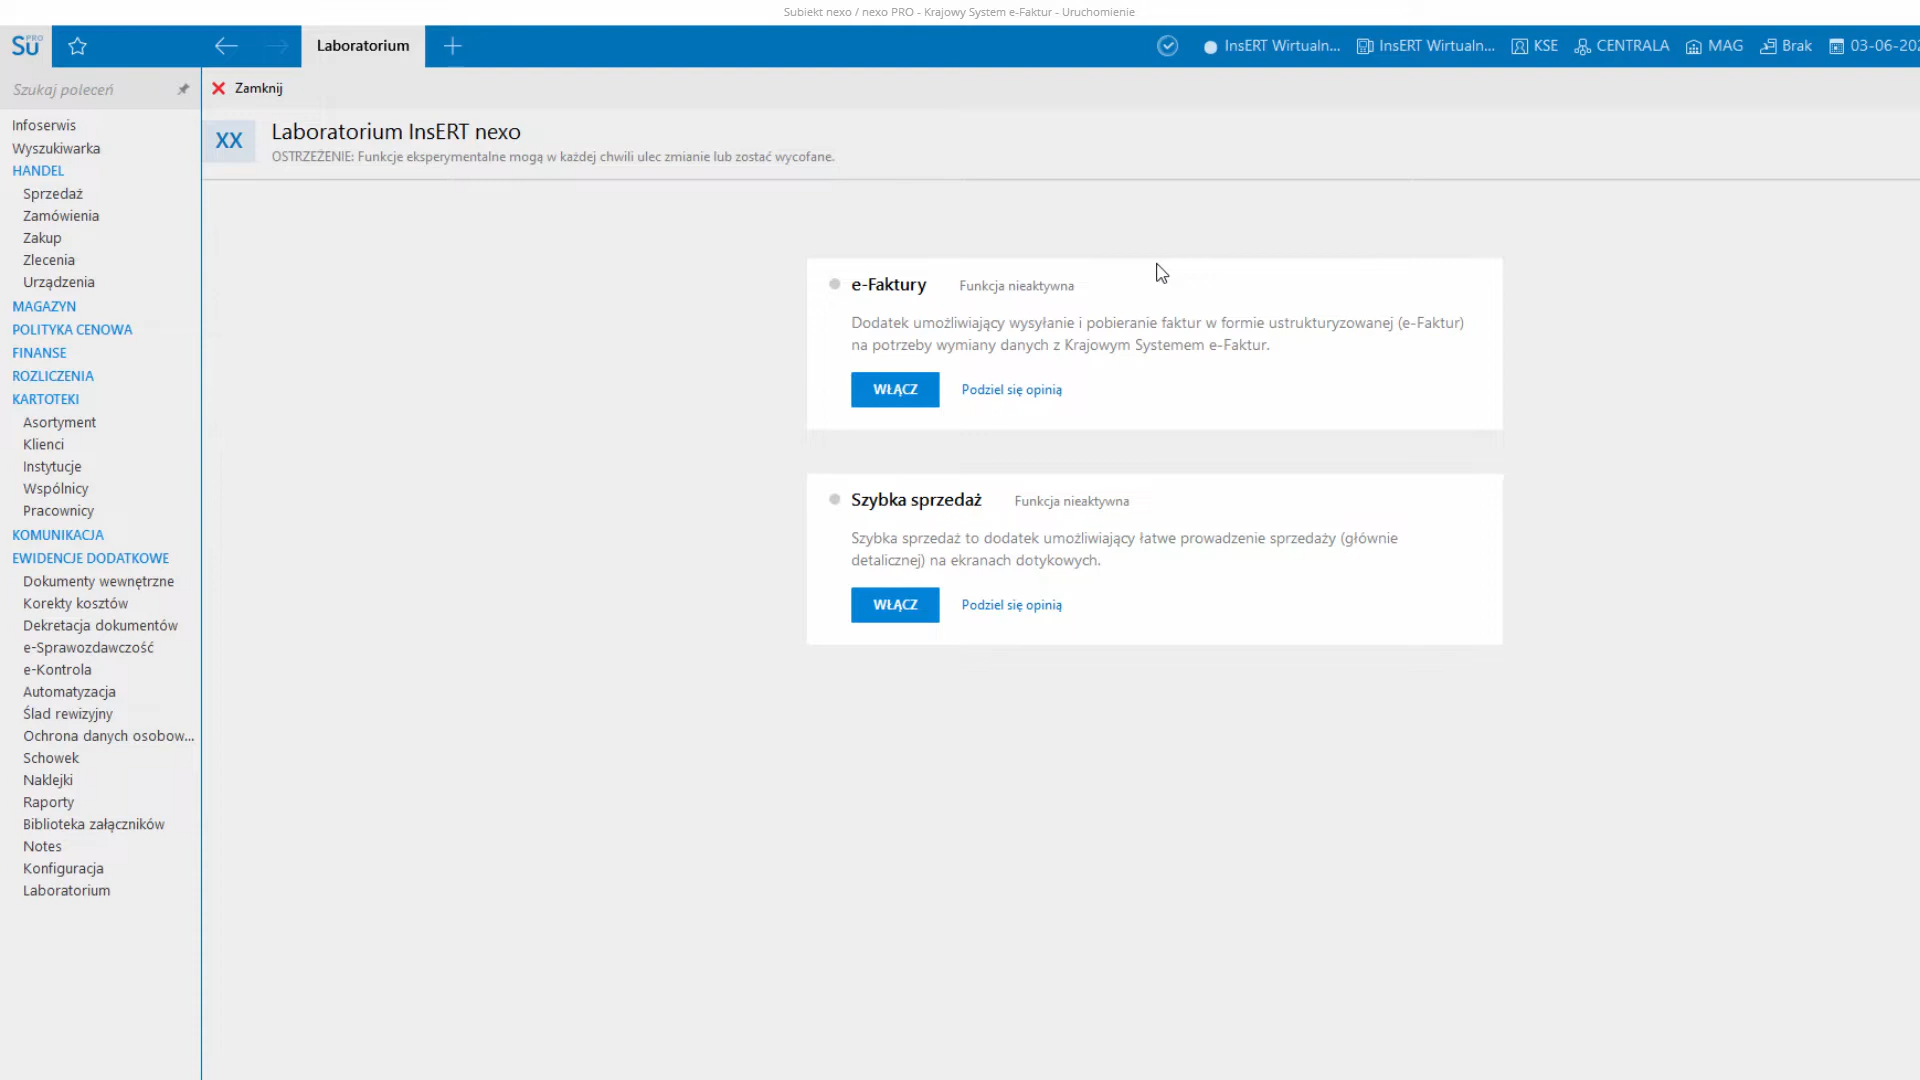 Subiekt nexo / nexo PRO - Krajowy System e-Faktur - Uruchomienie
Su PRO
Laboratorium
InsERT Wirtualn...
InsERT Wirtualn...
KSE
CENTRALA
MAG
Brak
03-06-202
Szukaj poleceń
Zamknij
Infoserwis
Wyszukiwarka
HANDEL
Sprzedaż
Zamówienia
Zakup
Zlecenia
Urządzenia
MAGAZYN
POLITYKA CENOWA
FINANSE
ROZLICZENIA
KARTOTEKI
Asortyment
Klienci
Instytucje
Wspólnicy
Pracownicy
KOMUNIKACJA
EWIDENCJE DODATKOWE
Dokumenty wewnętrzne
Korekty kosztów
Dekretacja dokumentów
e-Sprawozdawczość
e-Kontrola
Automatyzacja
Ślad rewizyjny
Ochrona danych osobow...
Schowek
Naklejki
Raporty
Biblioteka załączników
Notes
Konfiguracja
Laboratorium
XX
Laboratorium InsERT nexo
OSTRZEŻENIE: Funkcje eksperymentalne mogą w każdej chwili ulec zmianie lub zostać wycofane.
e-Faktury Funkcja nieaktywna
Dodatek umożliwiający wysyłanie i pobieranie faktur w formie ustrukturyzowanej (e-Faktur)
na potrzeby wymiany danych z Krajowym Systemem e-Faktur.
WŁĄCZ Podziel się opinią
Szybka sprzedaż Funkcja nieaktywna
Szybka sprzedaż to dodatek umożliwiający łatwe prowadzenie sprzedaży (głównie
detalicznej) na ekranach dotykowych.
WŁĄCZ Podziel się opinią